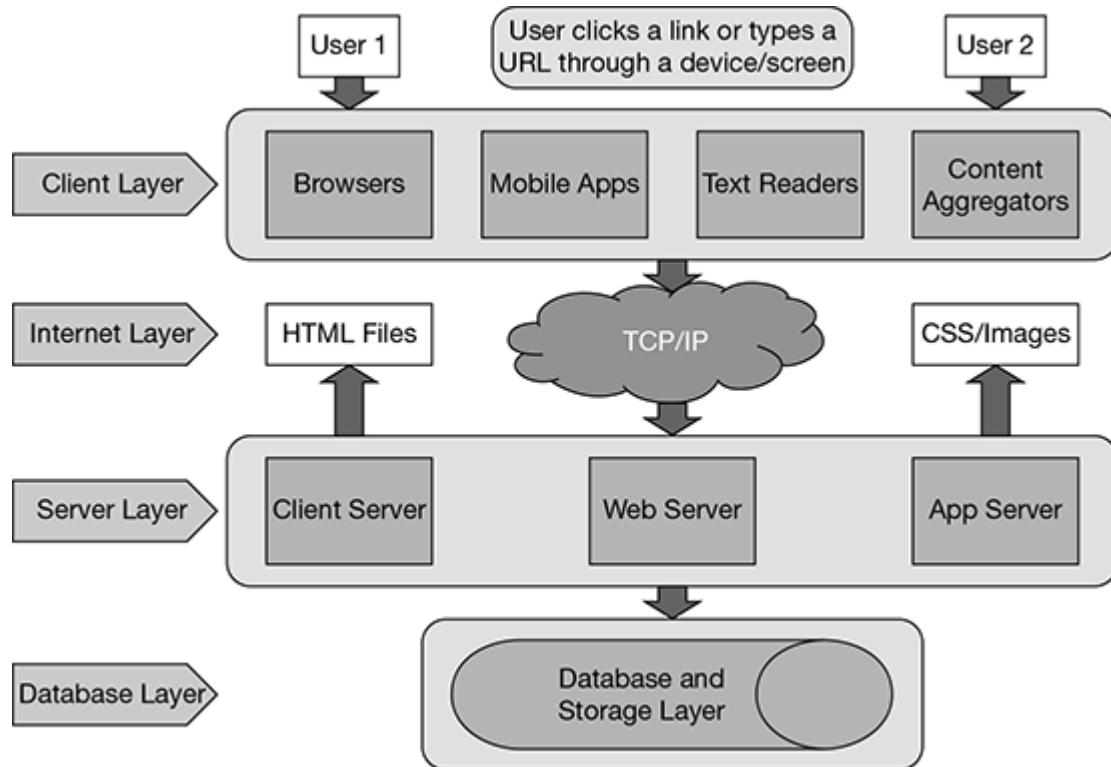 User 1
User clicks a link or types a
URL through a device/screen
User 2
Client Layer
Browsers
Mobile Apps
Text Readers
Content
Aggregators
Internet Layer
HTML Files
TCP/IP
CSS/Images
Server Layer
Client Server
Web Server
App Server
Database Layer
Database and
Storage Layer